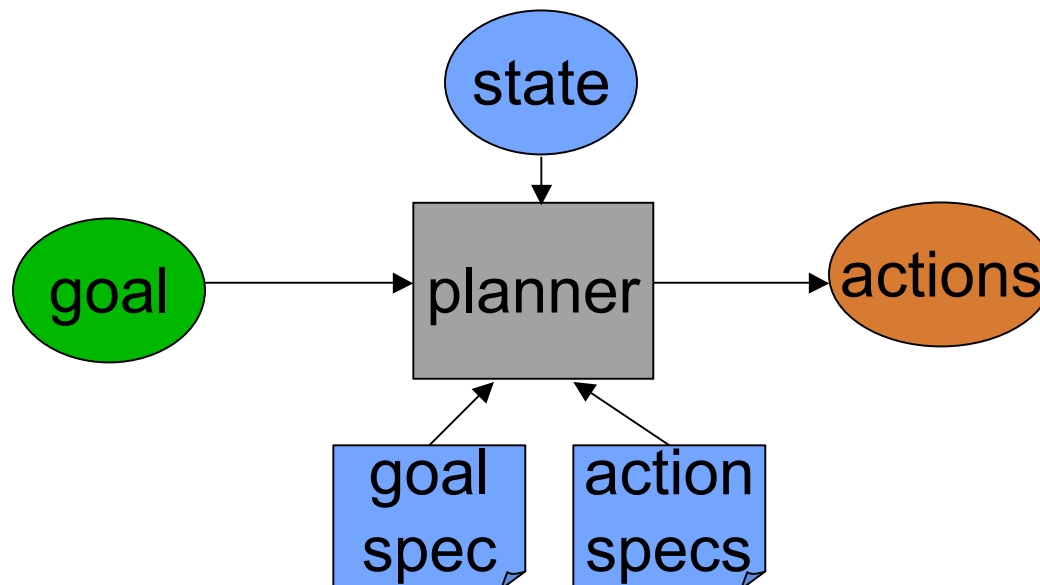 state
goal
planner
actions
goal
spec
action
specs